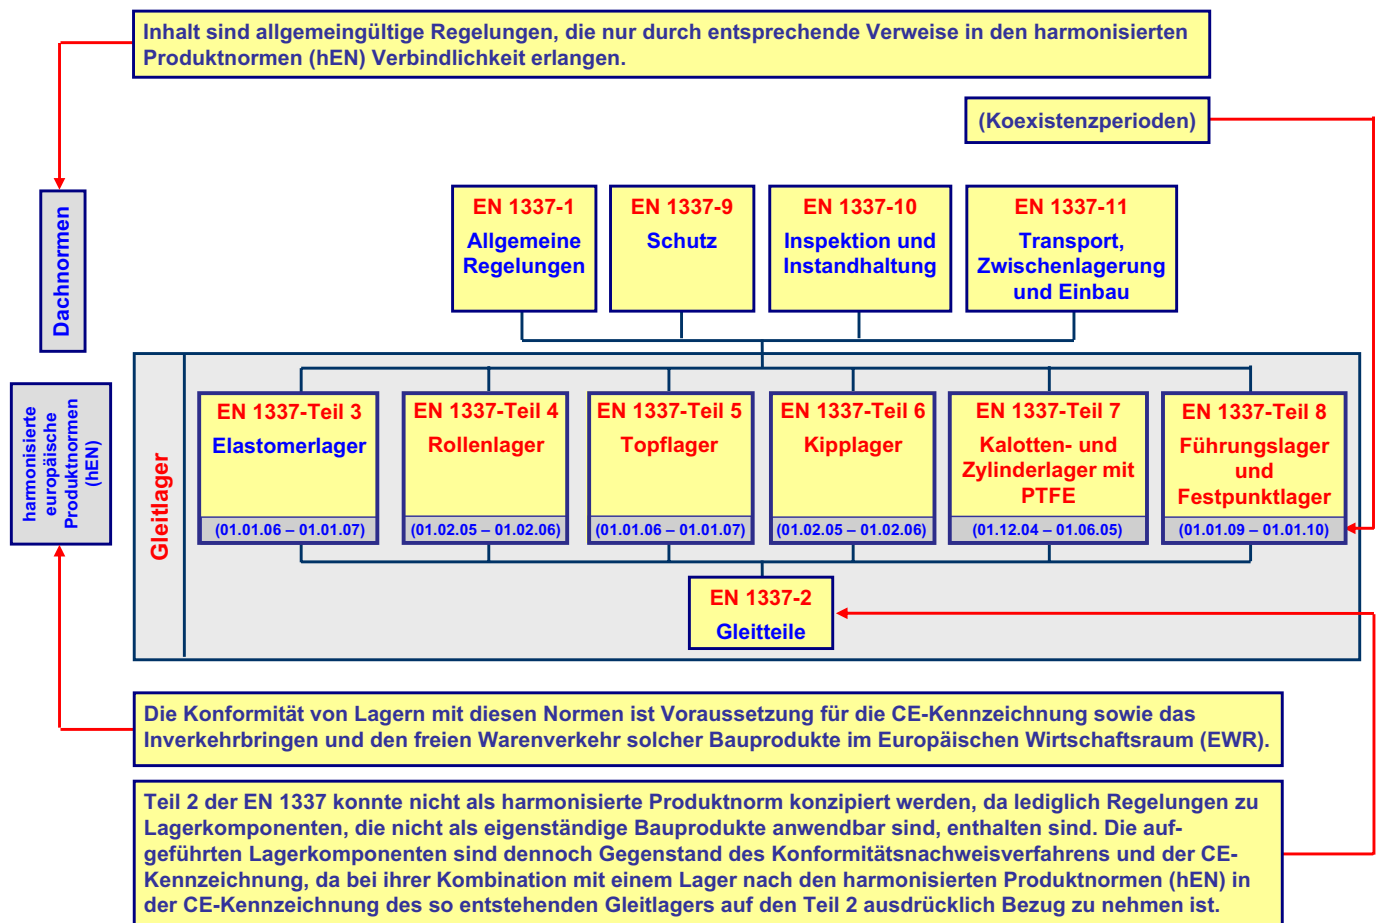 Inhalt sind allgemeingültige Regelungen, die nur durch entsprechende Verweise in den harmonisierten
Produktnormen (hEN) Verbindlichkeit erlangen.
(Koexistenzperioden)
Dachnormen
EN 1337-1
Allgemeine
Regelungen
EN 1337-9
Schutz
EN 1337-10
Inspektion und
Instandhaltung
EN 1337-11
Transport,
Zwischenlagerung
und Einbau
harmonisierte
europäische
Produktnormen
(hEN)
Gleitlager
EN 1337-Teil 3
Elastomerlager
(01.01.06 – 01.01.07)
EN 1337-Teil 4
Rollenlager
(01.02.05 – 01.02.06)
EN 1337-Teil 5
Topflager
(01.01.06 – 01.01.07)
EN 1337-Teil 6
Kipplager
(01.02.05 – 01.02.06)
EN 1337-Teil 7
Kalotten- und
Zylinderlager mit
PTFE
(01.12.04 – 01.06.05)
EN 1337-Teil 8
Führungslager
und
Festpunktlager
(01.01.09 – 01.01.10)
EN 1337-2
Gleitteile
Die Konformität von Lagern mit diesen Normen ist Voraussetzung für die CE-Kennzeichnung sowie das
Inverkehrbringen und den freien Warenverkehr solcher Bauprodukte im Europäischen Wirtschaftsraum (EWR).
Teil 2 der EN 1337 konnte nicht als harmonisierte Produktnorm konzipiert werden, da lediglich Regelungen zu
Lagerkomponenten, die nicht als eigenständige Bauprodukte anwendbar sind, enthalten sind. Die auf-
geführten Lagerkomponenten sind dennoch Gegenstand des Konformitätsnachweisverfahrens und der CE-
Kennzeichnung, da bei ihrer Kombination mit einem Lager nach den harmonisierten Produktnormen (hEN) in
der CE-Kennzeichnung des so entstehenden Gleitlagers auf den Teil 2 ausdrücklich Bezug zu nehmen ist.